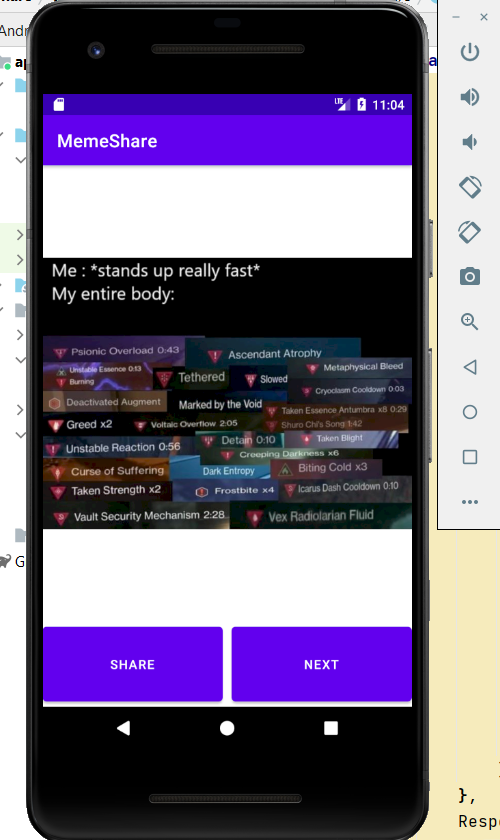 Andr
ap
a
LTE 11:04
MemeShare
Me : *stands up really fast*
My entire body:
Psionic Overload 0:43
Ascendant Atrophy
Unstable Essence 0:13
Burning
Tethered
Slowed
Metaphysical Bleed
Cryoclasm Cooldown 0:03
Deactivated Augment
Marked by the Void
Taken Essence Antumbra x8 0:29
Greed x2
Voltaic Overflow 2:05
Shuro Chi's Song 1:42
Unstable Reaction 0:56
Detain 0:10
Taken Blight
Creeping Darkness x6
Curse of Suffering
Dark Entropy
Biting Cold x3
Taken Strength x2
Frostbite x4
Icarus Dash Cooldown 0:10
Vault Security Mechanism 2:28
Vex Radiolarian Fluid
SHARE
NEXT
G
},
Resp